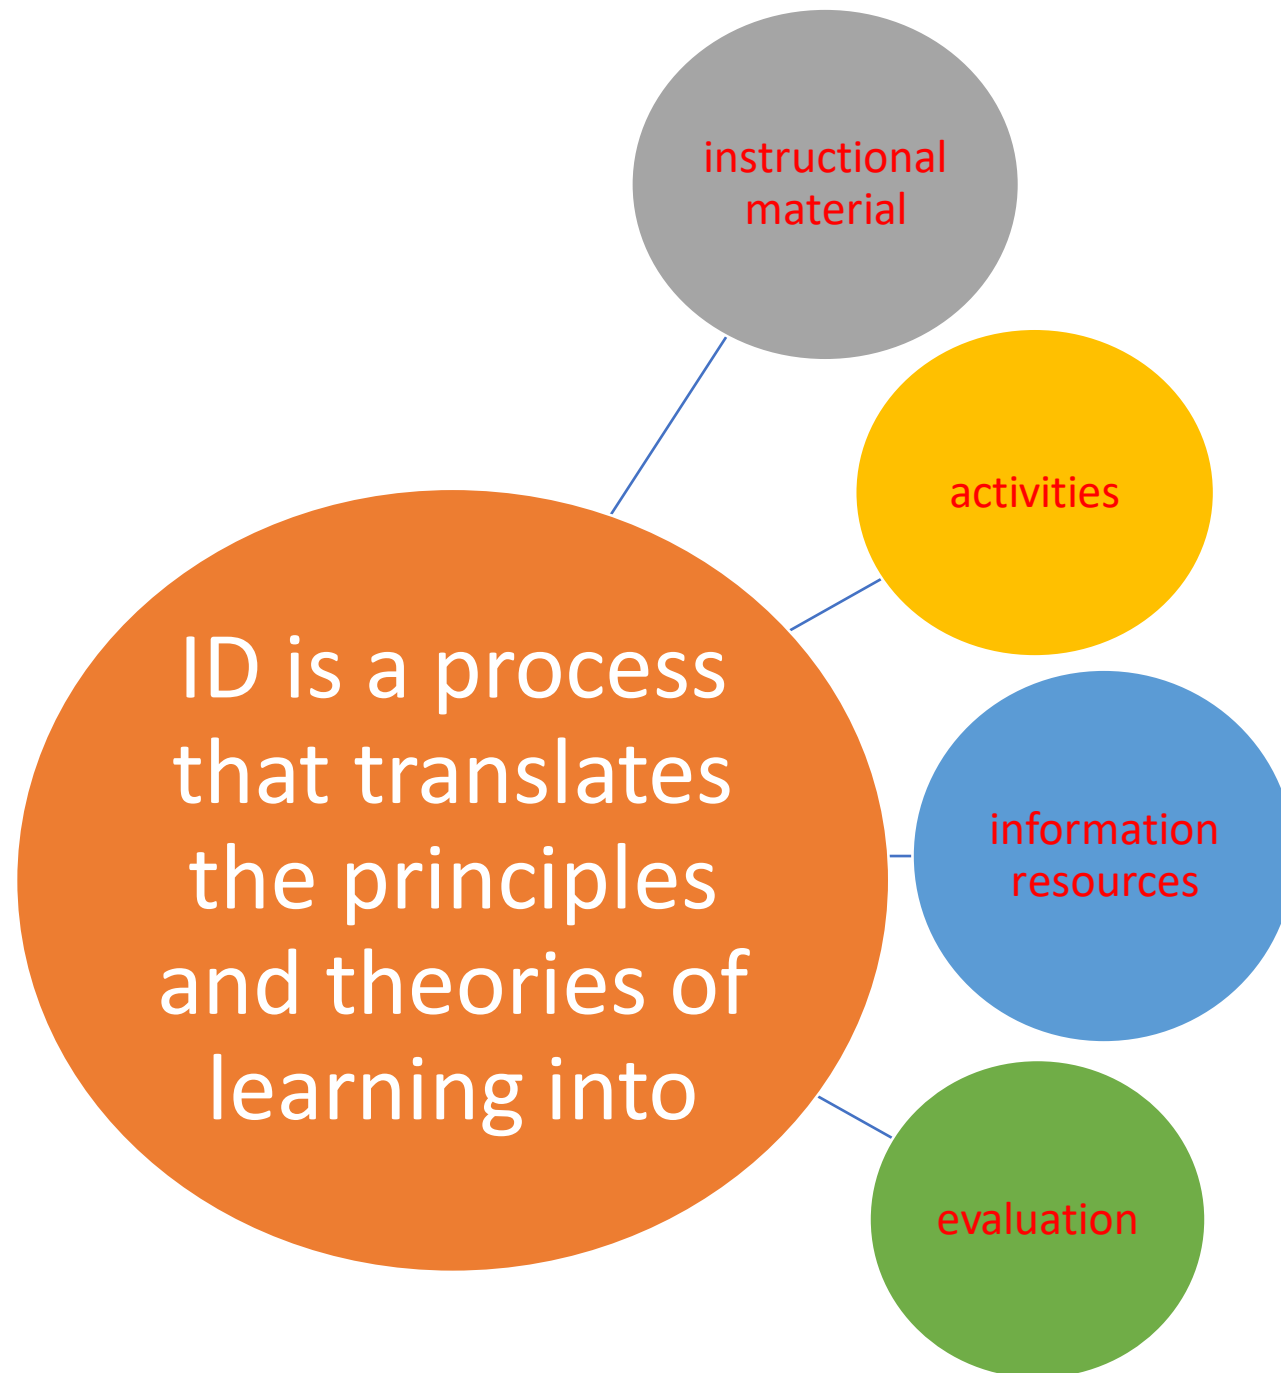 instructional
material
activities
ID is a process
that translates
the principles
and theories of
learning into
information
resources
evaluation